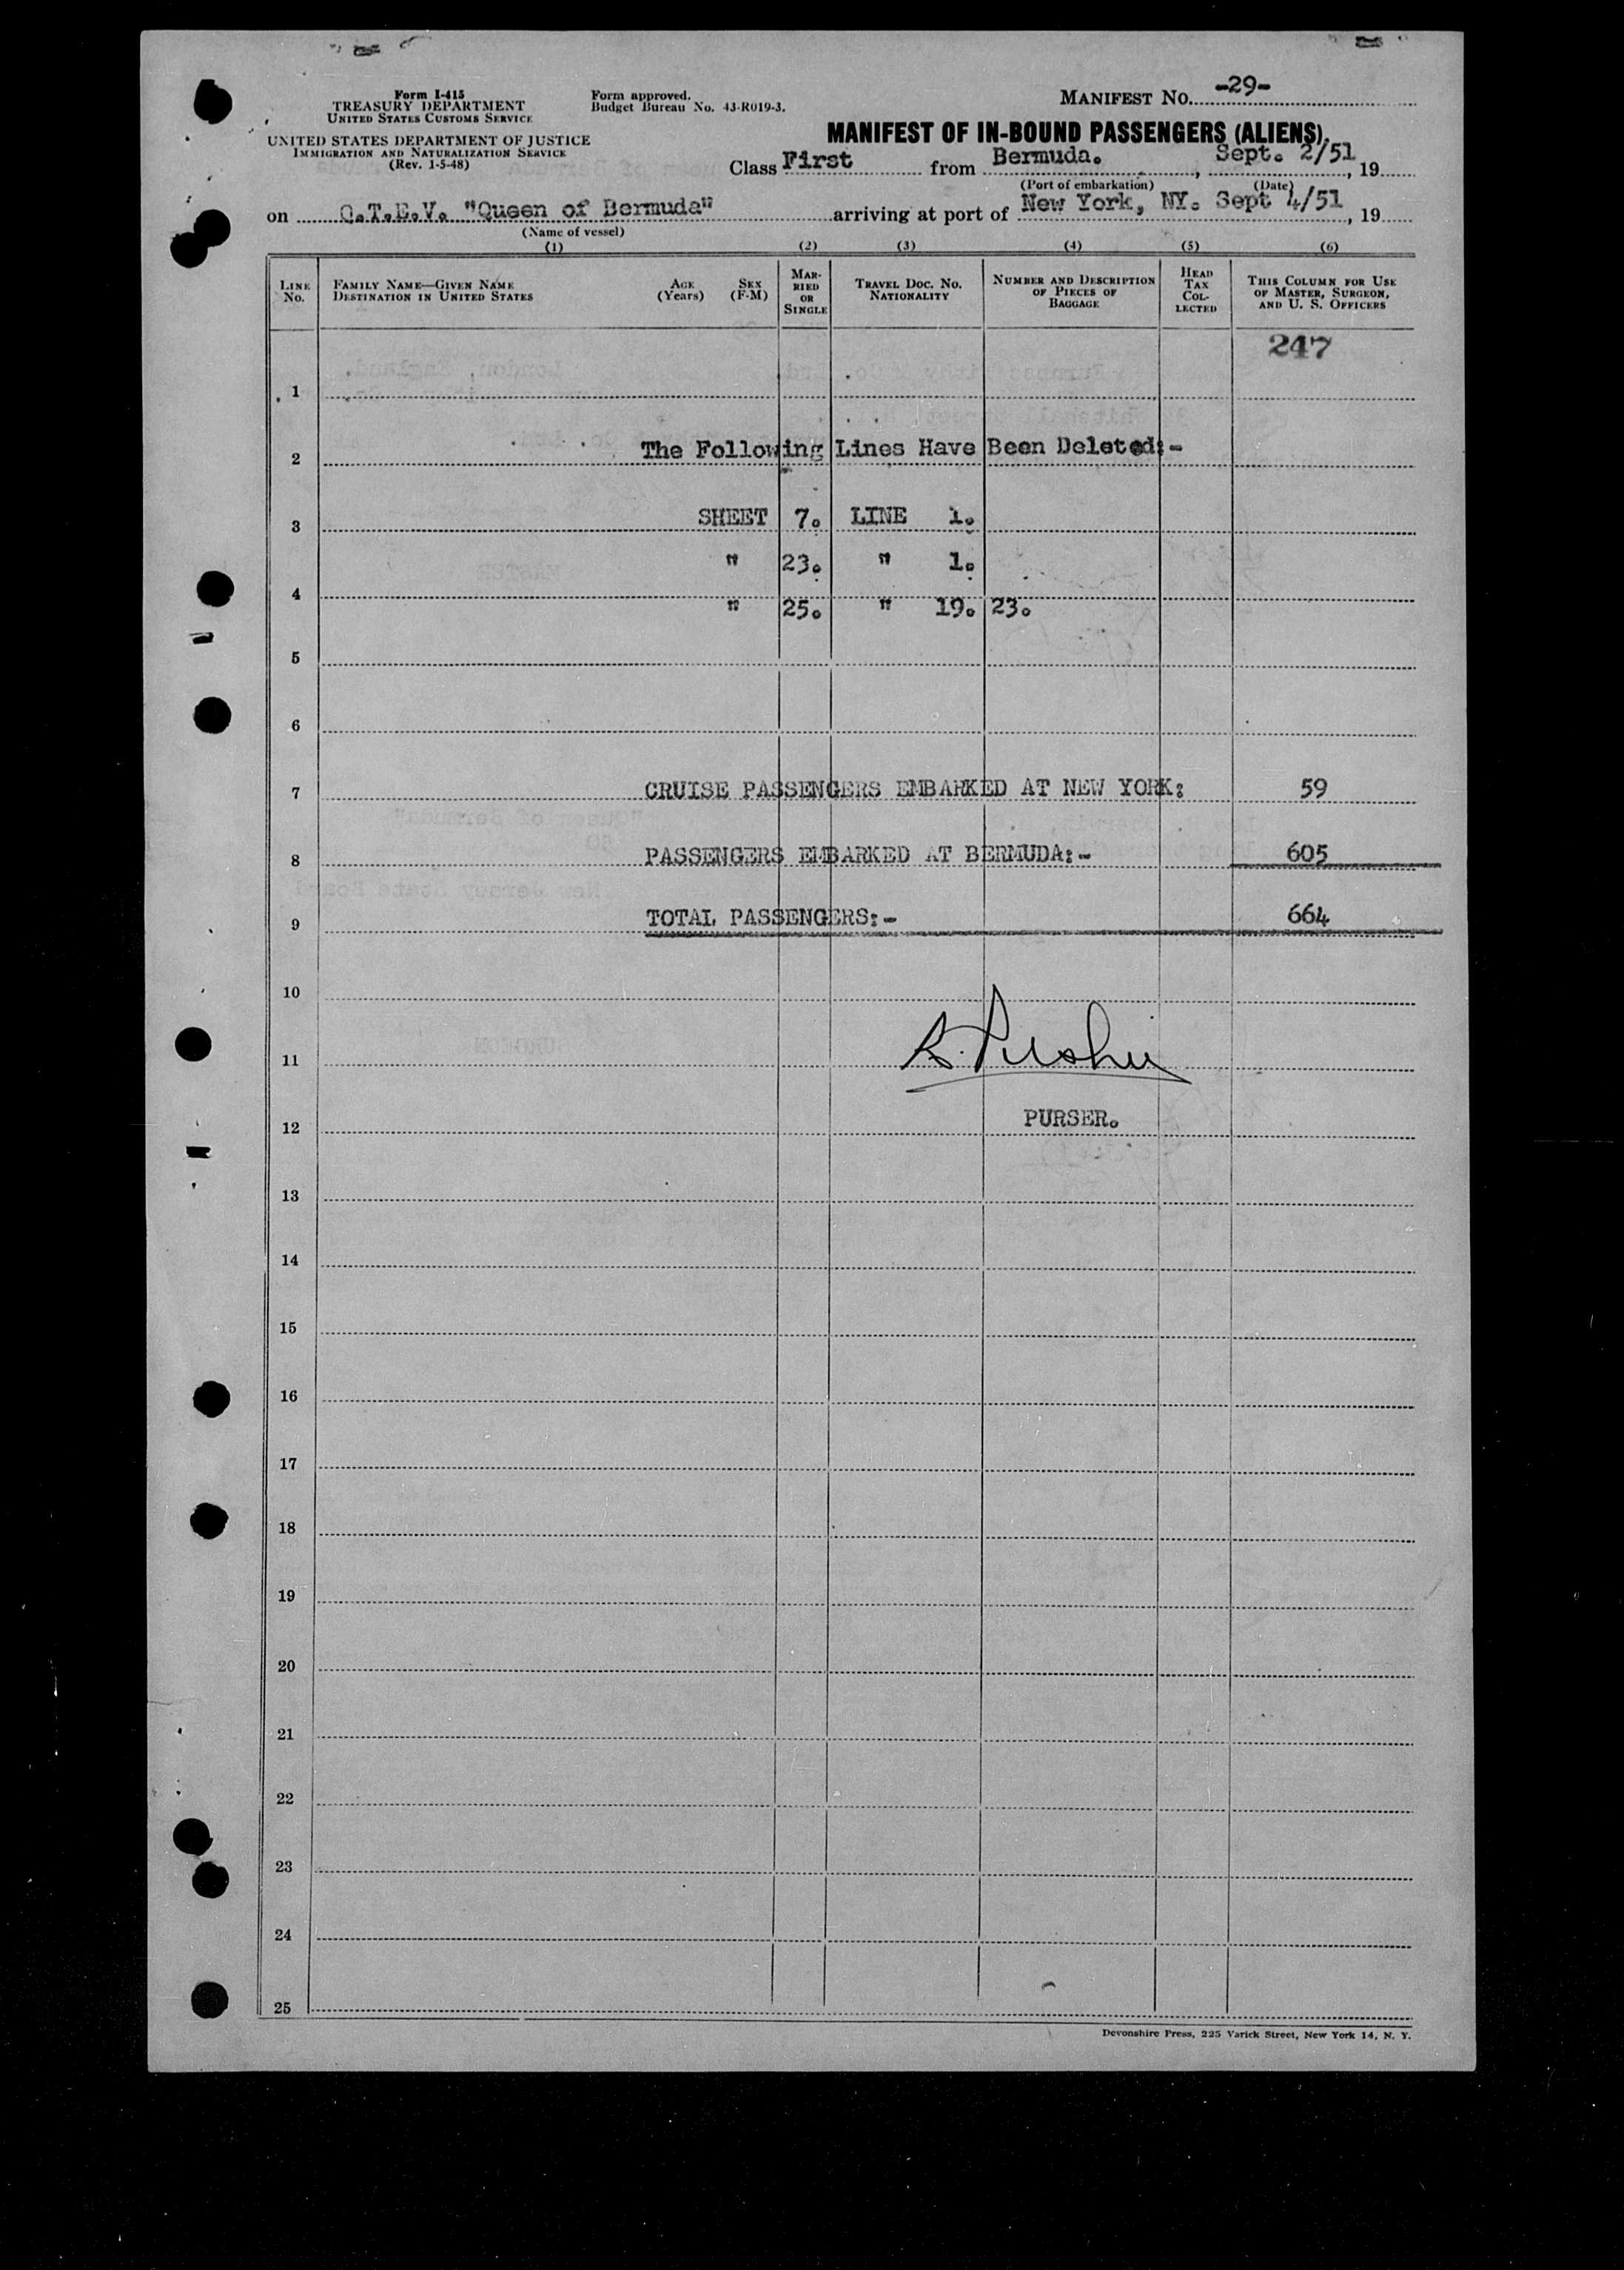 Form I-415
TREASURY DEPARTMENT
UNITED STATES CUSTOMS SERVICE
UNITED STATES DEPARTMENT OF JUSTICE
IMMIGRATION AND NATURALIZATION SERVICE
(Rev. 1-5-48)
Form approved.
Budget Bureau No. 43-R019-3.
MANIFEST NO. -29-
MANIFEST OF IN-BOUND PASSENGERS (ALIENS)
Class First from Bermuda. , Sept. 2/51, 19
(Port of embarkation) (Date)
on Q.T.E.V. "Queen of Bermuda" arriving at port of New York, NY. Sept 4/51, 19
(Name of vessel)
(1) (2) (3) (4) (5) (6)
LINE NO.
FAMILY NAME—GIVEN NAME
DESTINATION IN UNITED STATES
AGE (Years)
SEX (F-M)
MARRIED OR SINGLE
TRAVEL DOC. NO. NATIONALITY
NUMBER AND DESCRIPTION OF PIECES OF BAGGAGE
HEAD TAX COLLECTED
THIS COLUMN FOR USE OF MASTER, SURGEON, AND U. S. OFFICERS
247
1
2 The Following Lines Have Been Deleted:-
3 SHEET 7. LINE 1.
" 23. " 1.
4
" 25. " 19. 23.
5
6
7 CRUISE PASSENGERS EMBARKED AT NEW YORK: 59
8 PASSENGERS EMBARKED AT BERMUDA:- 605
9 TOTAL PASSENGERS:- 664
10
11
12 PURSER.
13
14
15
16
17
18
19
20
21
22
23
24
25
Devonshire Press, 225 Varick Street, New York 14, N. Y.